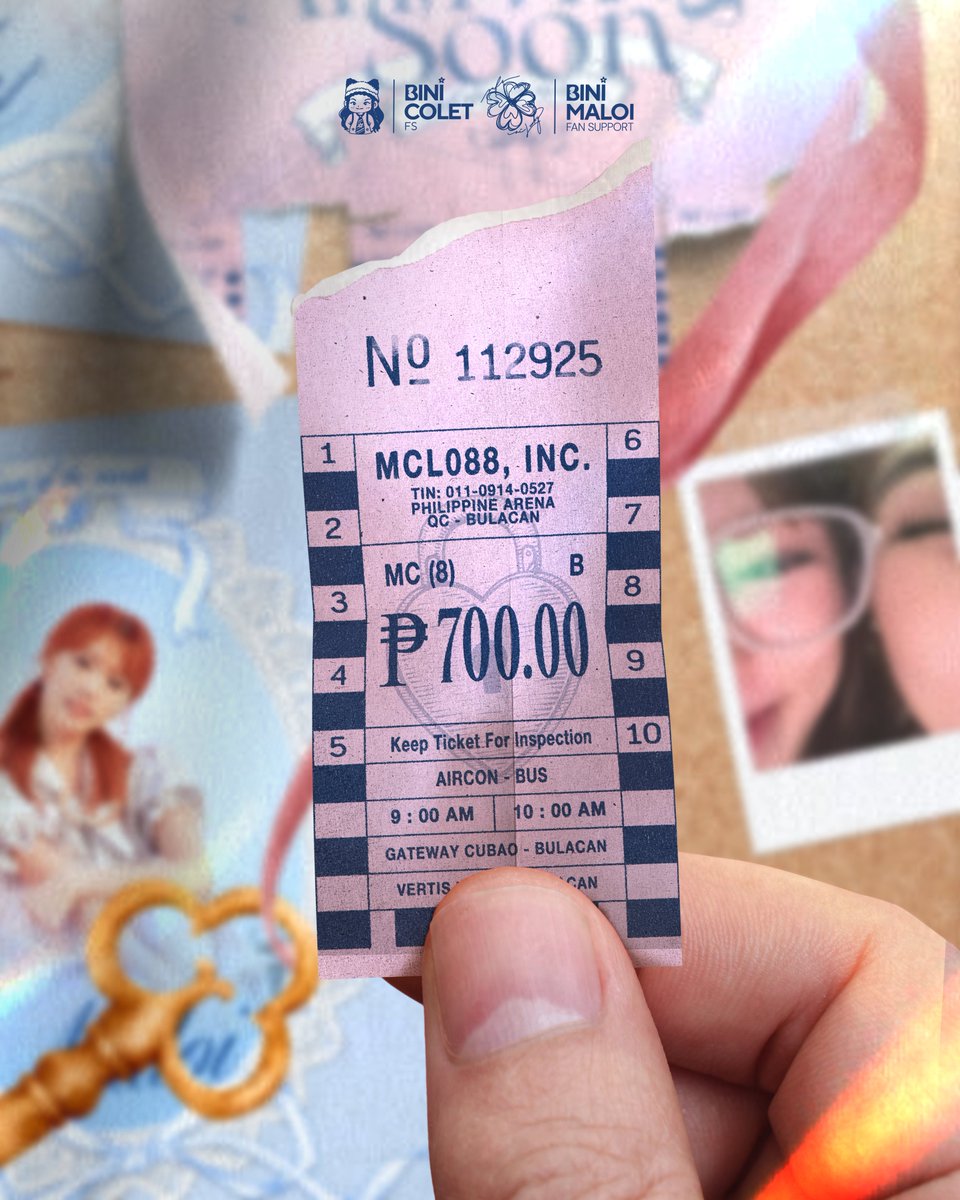 Soon
BINI
COLET
FS
BINI
MALOI
FAN SUPPORT
Nº 112925
1
6
MCL088, INC.
TIN: 011-0914-0527
PHILIPPINE ARENA
QC - BULACAN
2
7
MC (8) B
3
8
₱700.00
4
9
5
10
Keep Ticket For Inspection
AIRCON - BUS
9 : 00 AM
10 : 00 AM
GATEWAY CUBAO - BULACAN
VERTIS